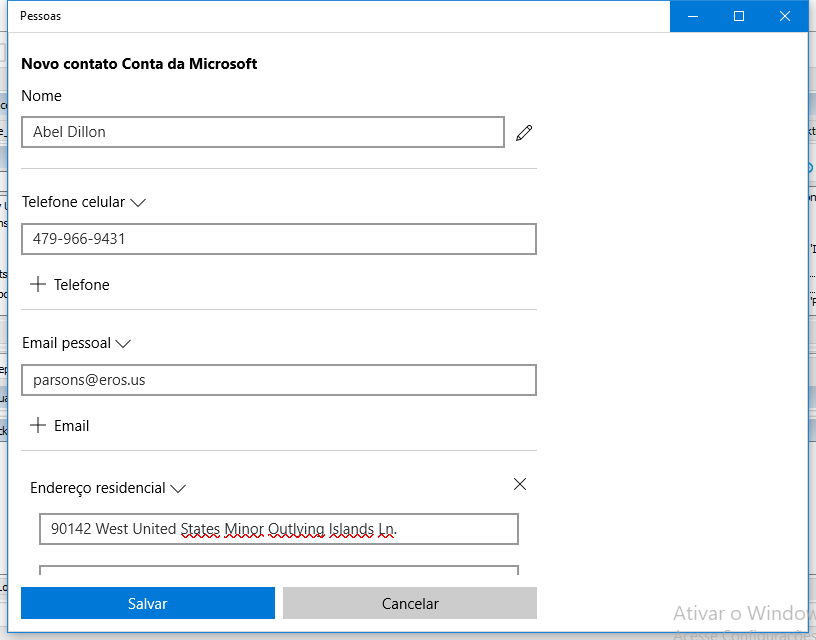 Pessoas
Novo contato Conta da Microsoft
Nome
Abel Dillon
Telefone celular
479-966-9431
Telefone
Email pessoal
parsons@eros.us
Email
Endereço residencial
90142 West United States Minor Outlying Islands Ln.
Salvar
Cancelar
Ativar o Window
Acesse Configurações